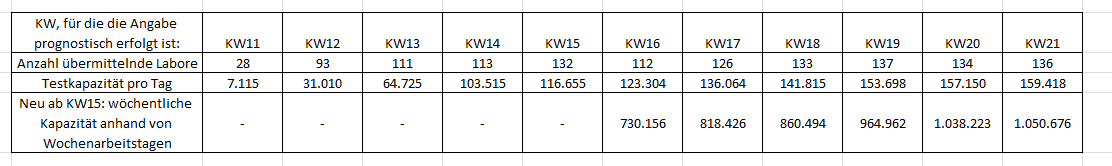 KW, für die die Angabe
prognostisch erfolgt ist: KW11 KW12 KW13 KW14 KW15 KW16 KW17 KW18 KW19 KW20 KW21
Anzahl übermittelnde Labore 28 93 111 113 132 112 126 133 137 134 136
Testkapazität pro Tag 7.115 31.010 64.725 103.515 116.655 123.304 136.064 141.815 153.698 157.150 159.418
Neu ab KW15: wöchentliche
Kapazität anhand von - - - - - 730.156 818.426 860.494 964.962 1.038.223 1.050.676
Wochenarbeitstagen